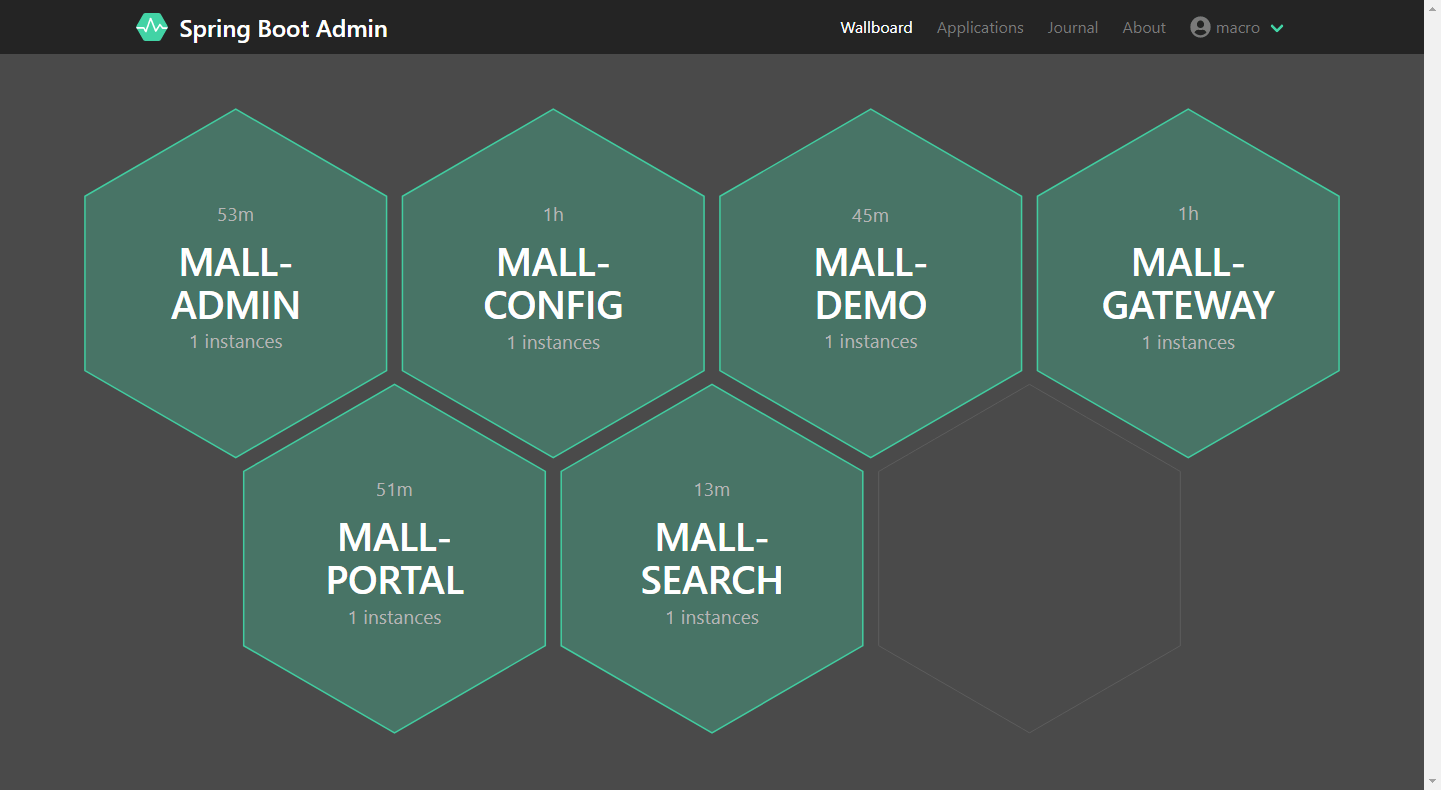 Spring Boot Admin
Wallboard Applications Journal About macro
53m
MALL-
ADMIN
1 instances
1h
MALL-
CONFIG
1 instances
45m
MALL-
DEMO
1 instances
1h
MALL-
GATEWAY
1 instances
51m
MALL-
PORTAL
1 instances
13m
MALL-
SEARCH
1 instances